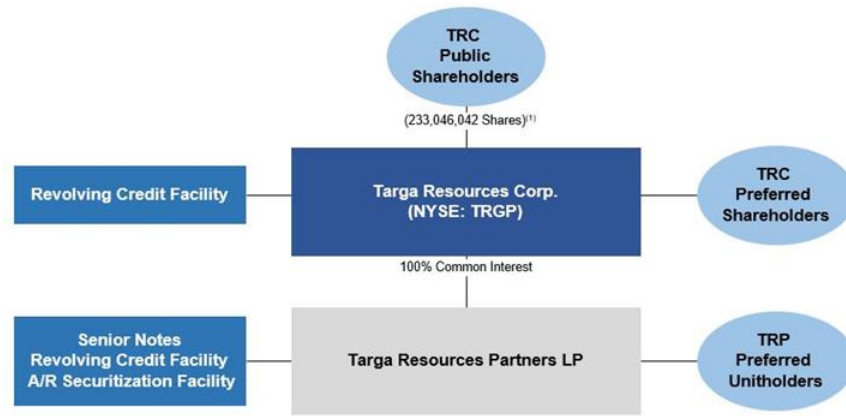 TRC
Public
Shareholders
(233,046,042 Shares)(1)
Revolving Credit Facility
Targa Resources Corp.
(NYSE: TRGP)
TRC
Preferred
Shareholders
100% Common Interest
Senior Notes
Revolving Credit Facility
A/R Securitization Facility
Targa Resources Partners LP
TRP
Preferred
Unitholders